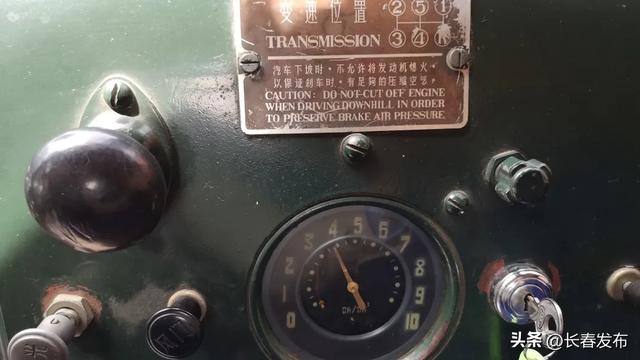 变速位置
② ⑤ ①
TRANSMISSION
③ ④ Ⓡ
汽车下坡时，不允许将发动机熄火，
以保证刹车时，有足够的压缩空气。
CAUTION: DO NOT CUT OFF ENGINE
WHEN DRIVING DOWNHILL IN ORDER
TO PRESERVE BRAKE AIR PRESSURE
0 1 2 3 4 5 6 7 8 9 10
光
头条 @长春发布